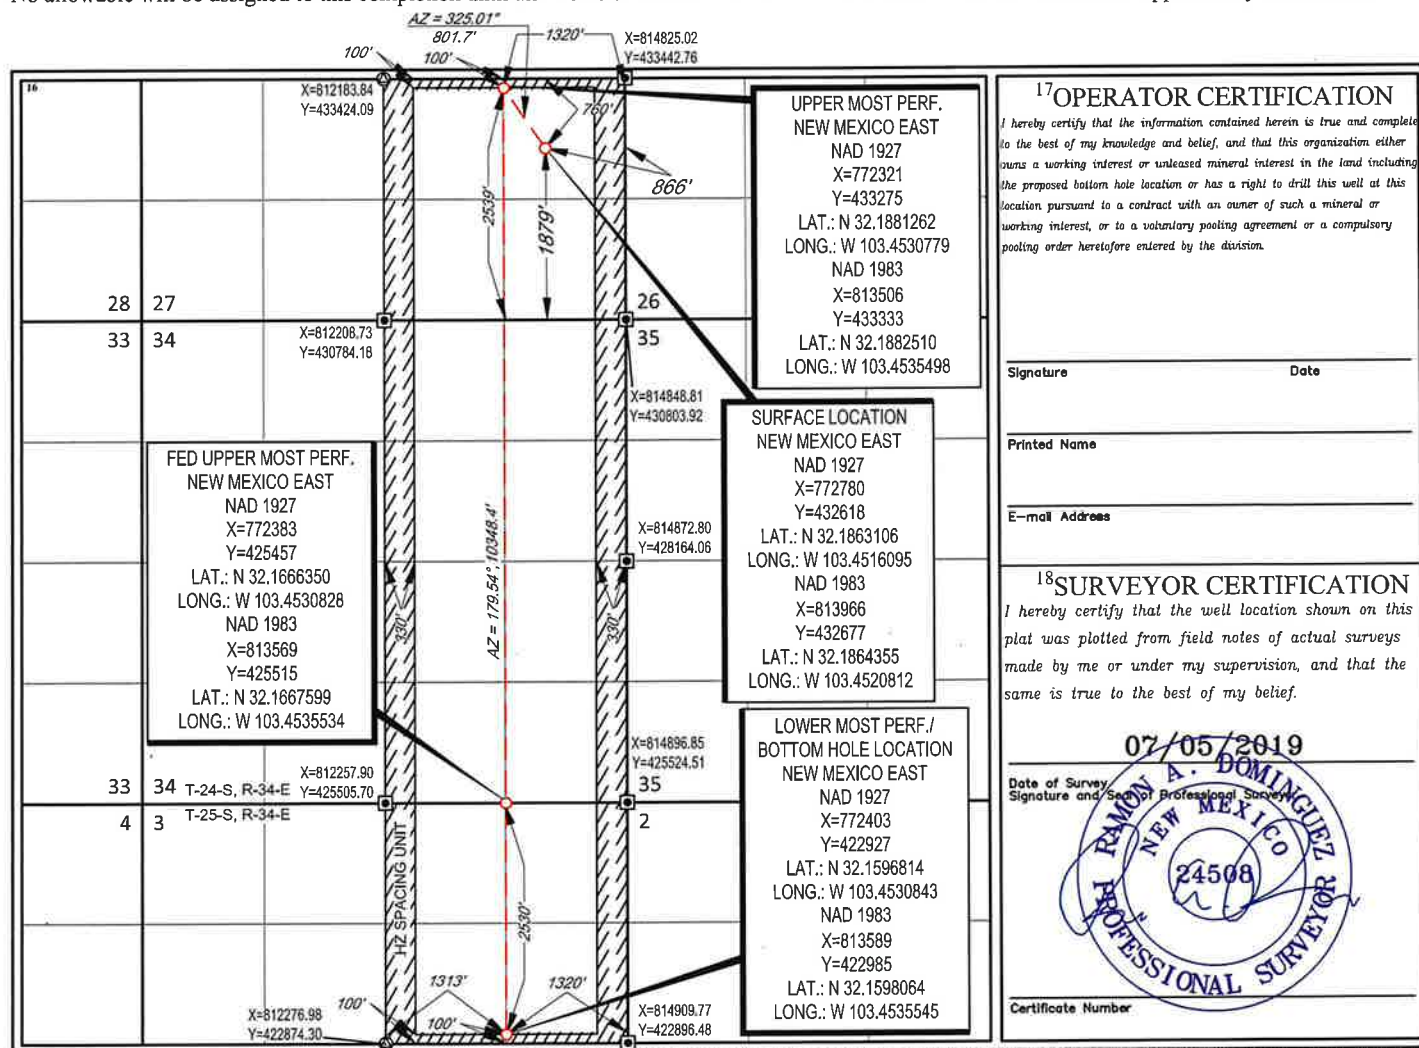 AZ = 325.01°
801.7'
1320'
100'
100'
X=814825.02
Y=433442.76
16
X=812183.84
Y=433424.09
760'
866'
2539'
1879'
28 27
33 34
26
35
X=812208.73
Y=430784.18
X=814848.81
Y=430803.92
UPPER MOST PERF.
NEW MEXICO EAST
NAD 1927
X=772321
Y=433275
LAT.: N 32.1881262
LONG.: W 103.4530779
NAD 1983
X=813506
Y=433333
LAT.: N 32.1882510
LONG.: W 103.4535498
SURFACE LOCATION
NEW MEXICO EAST
NAD 1927
X=772780
Y=432618
LAT.: N 32.1863106
LONG.: W 103.4516095
NAD 1983
X=813966
Y=432677
LAT.: N 32.1864355
LONG.: W 103.4520812
FED UPPER MOST PERF.
NEW MEXICO EAST
NAD 1927
X=772383
Y=425457
LAT.: N 32.1666350
LONG.: W 103.4530828
NAD 1983
X=813569
Y=425515
LAT.: N 32.1667599
LONG.: W 103.4535534
X=814872.80
Y=428164.06
AZ = 179.54°, 10348.4'
330'
330'
X=814896.85
Y=425524.51
33 34 T-24-S, R-34-E
4 3 T-25-S, R-34-E
X=812257.90
Y=425505.70
35
2
LOWER MOST PERF./
BOTTOM HOLE LOCATION
NEW MEXICO EAST
NAD 1927
X=772403
Y=422927
LAT.: N 32.1596814
LONG.: W 103.4530843
NAD 1983
X=813589
Y=422985
LAT.: N 32.1598064
LONG.: W 103.4535545
HZ SPACING UNIT
2530'
1313'
1320'
100'
100'
X=812276.98
Y=422874.30
X=814909.77
Y=422896.48
17OPERATOR CERTIFICATION
I hereby certify that the information contained herein is true and complete
to the best of my knowledge and belief, and that this organization either
owns a working interest or unleased mineral interest in the land including
the proposed bottom hole location or has a right to drill this well at this
location pursuant to a contract with an owner of such a mineral or
working interest, or to a voluntary pooling agreement or a compulsory
pooling order heretofore entered by the division.
Signature Date
Printed Name
E-mail Address
18SURVEYOR CERTIFICATION
I hereby certify that the well location shown on this
plat was plotted from field notes of actual surveys
made by me or under my supervision, and that the
same is true to the best of my belief.
07/05/2019
Date of Survey
Signature and Seal of Professional Surveyor
RAMON A. DOMINGUEZ
NEW MEXICO
24508
PROFESSIONAL SURVEYOR
Certificate Number